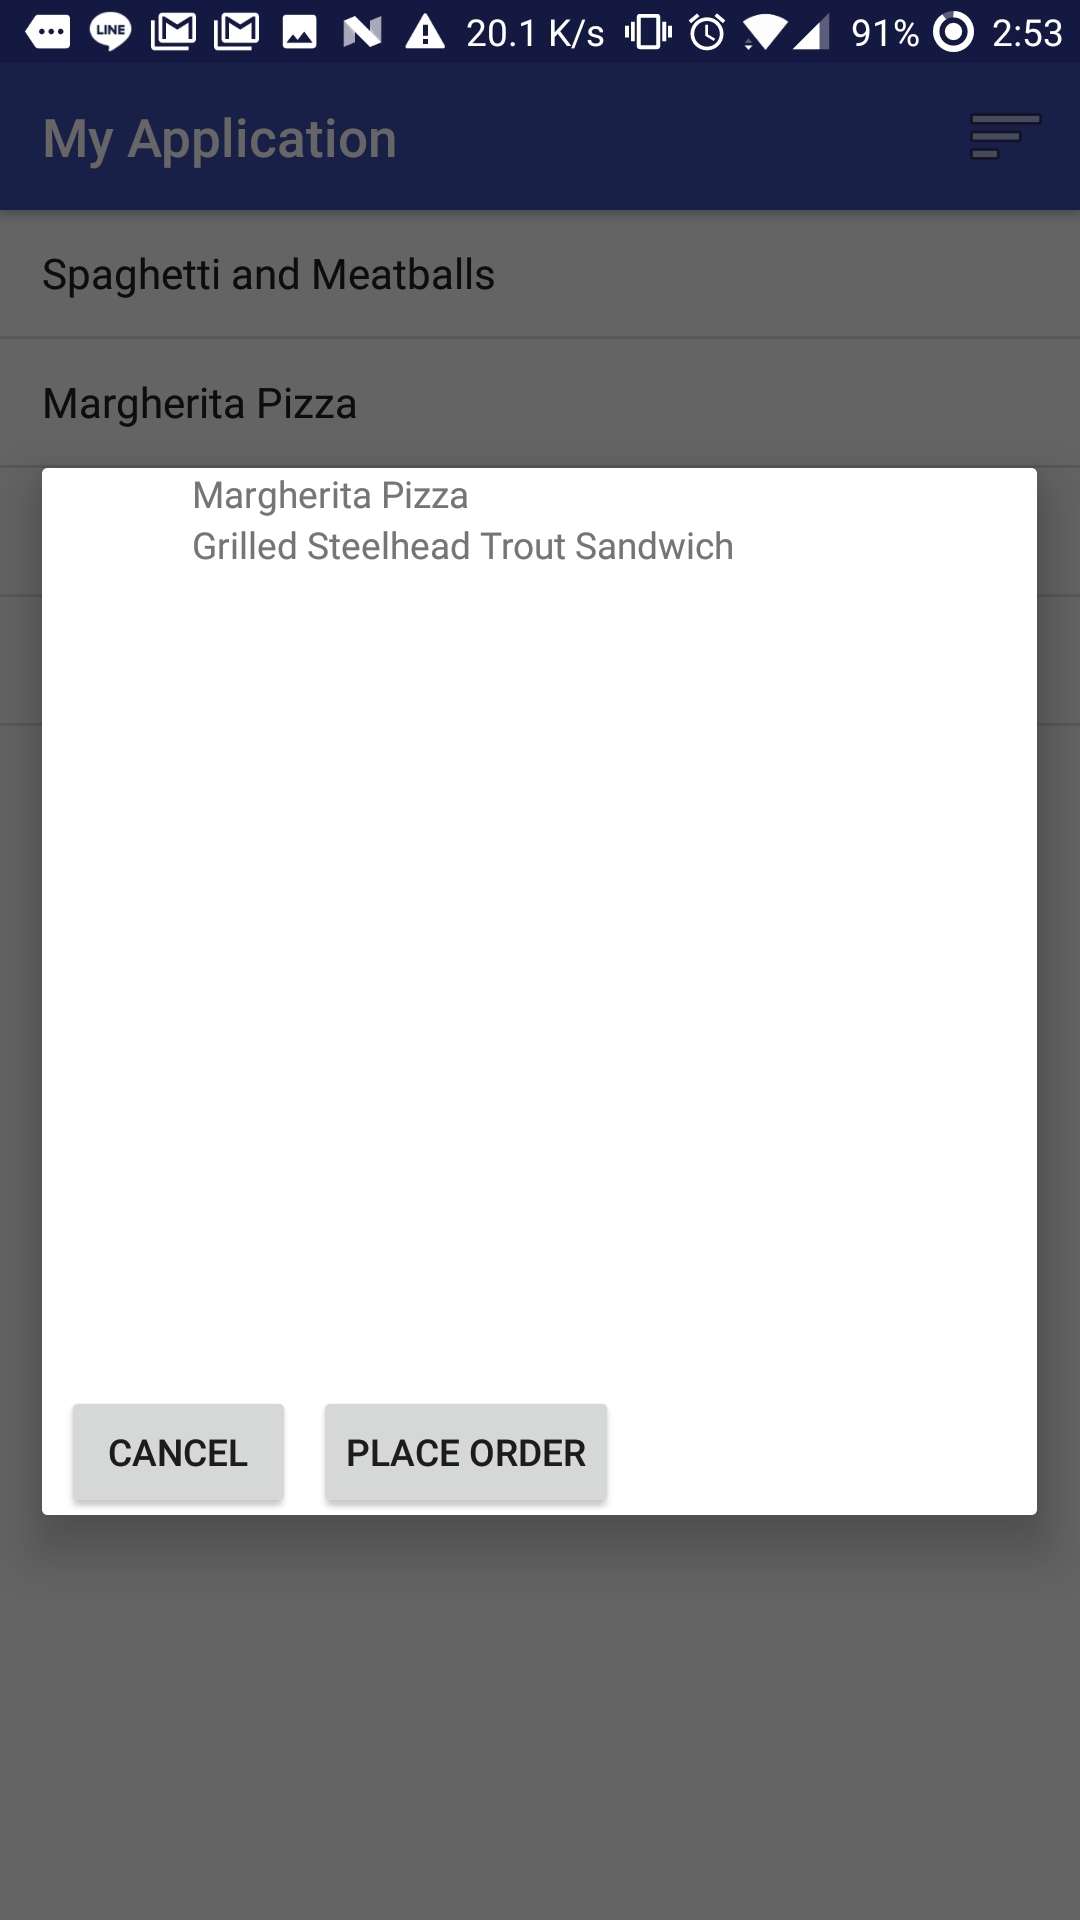 LINE 20.1 K/s 91% 2:53
My Application
Spaghetti and Meatballs
Margherita Pizza
Margherita Pizza
Grilled Steelhead Trout Sandwich
CANCEL PLACE ORDER